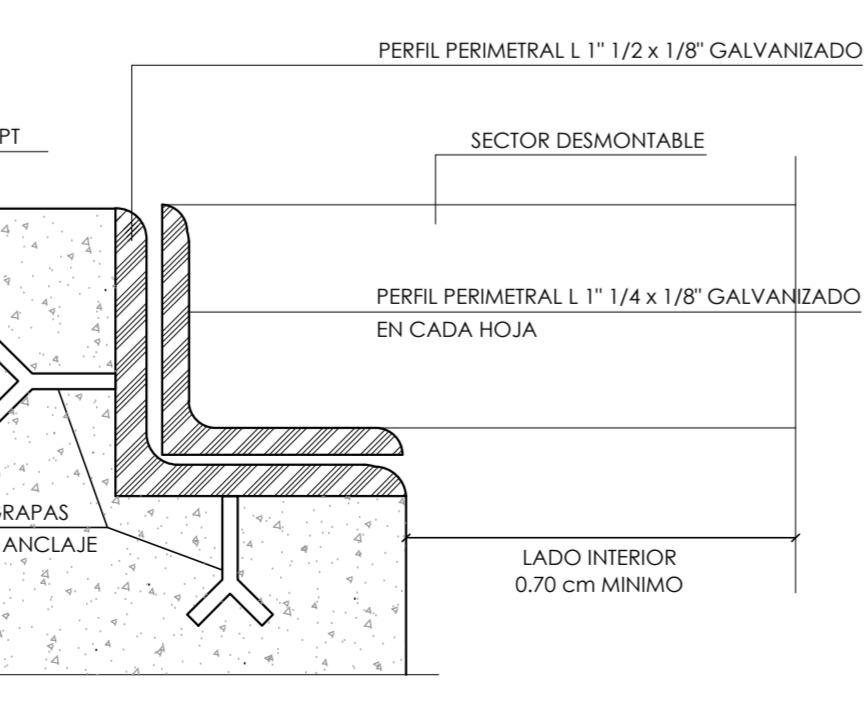 PERFIL PERIMETRAL L 1" 1/2 x 1/8" GALVANIZADO
PT
SECTOR DESMONTABLE
PERFIL PERIMETRAL L 1" 1/4 x 1/8" GALVANIZADO
EN CADA HOJA
GRAPAS
ANCLAJE
LADO INTERIOR
0.70 cm MINIMO